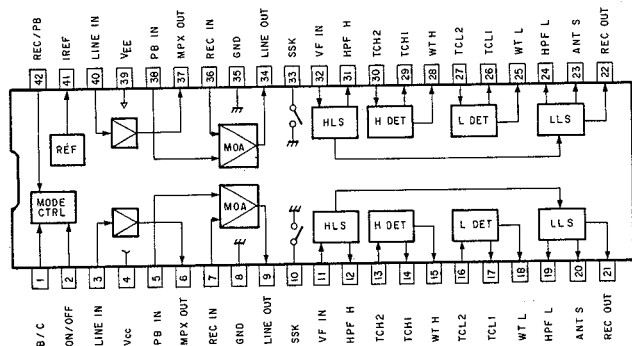 REC/PB IREF LINE IN VEE PB IN MPX OUT REC IN GND LINE OUT SSK VF IN HPF H TCH2 TCH1 WT H TCL2 TCL1 WT L HPF L ANT S REC OUT
42 41 40 39 38 37 36 35 34 33 32 31 30 29 28 27 26 25 24 23 22
REF MOA HLS H DET L DET LLS
MODE CTRL MOA HLS H DET L DET LLS
1 2 3 4 5 6 7 8 9 10 11 12 13 14 15 16 17 18 19 20 21
B/C ON/OFF LINE IN Vcc PB IN MPX OUT REC IN GND LINE OUT SSK VF IN HPF H TCH2 TCH1 WT H TCL2 TCL1 WT L HPF L ANT S REC OUT